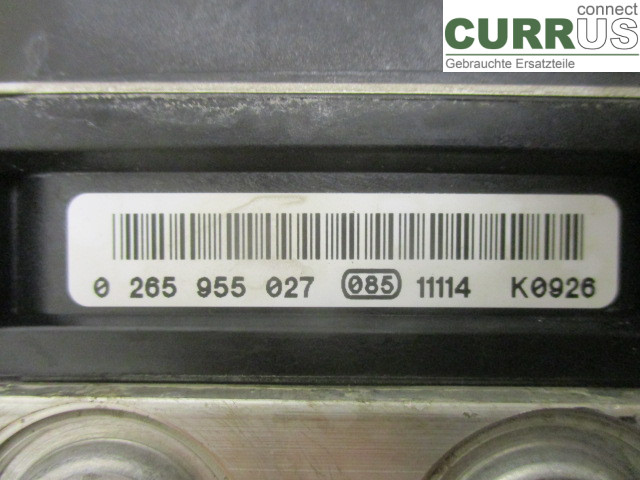 connect
CURRUS
Gebrauchte Ersatzteile
0 265 955 027 085 11114 K0926